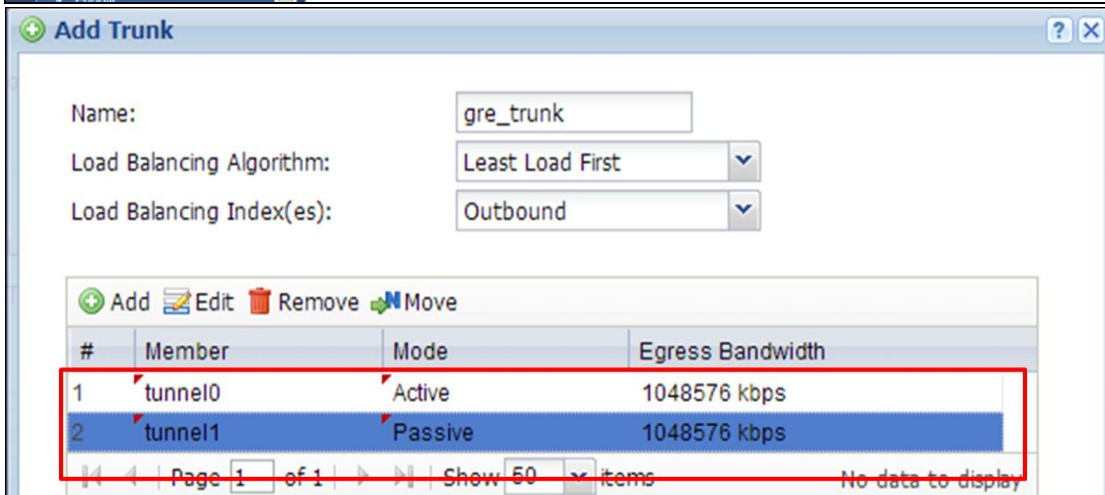 Add Trunk
Name: gre_trunk
Load Balancing Algorithm: Least Load First
Load Balancing Index(es): Outbound
Add Edit Remove Move
# Member Mode Egress Bandwidth
1 tunnel0 Active 1048576 kbps
2 tunnel1 Passive 1048576 kbps
Page 1 of 1 Show 50 items No data to display